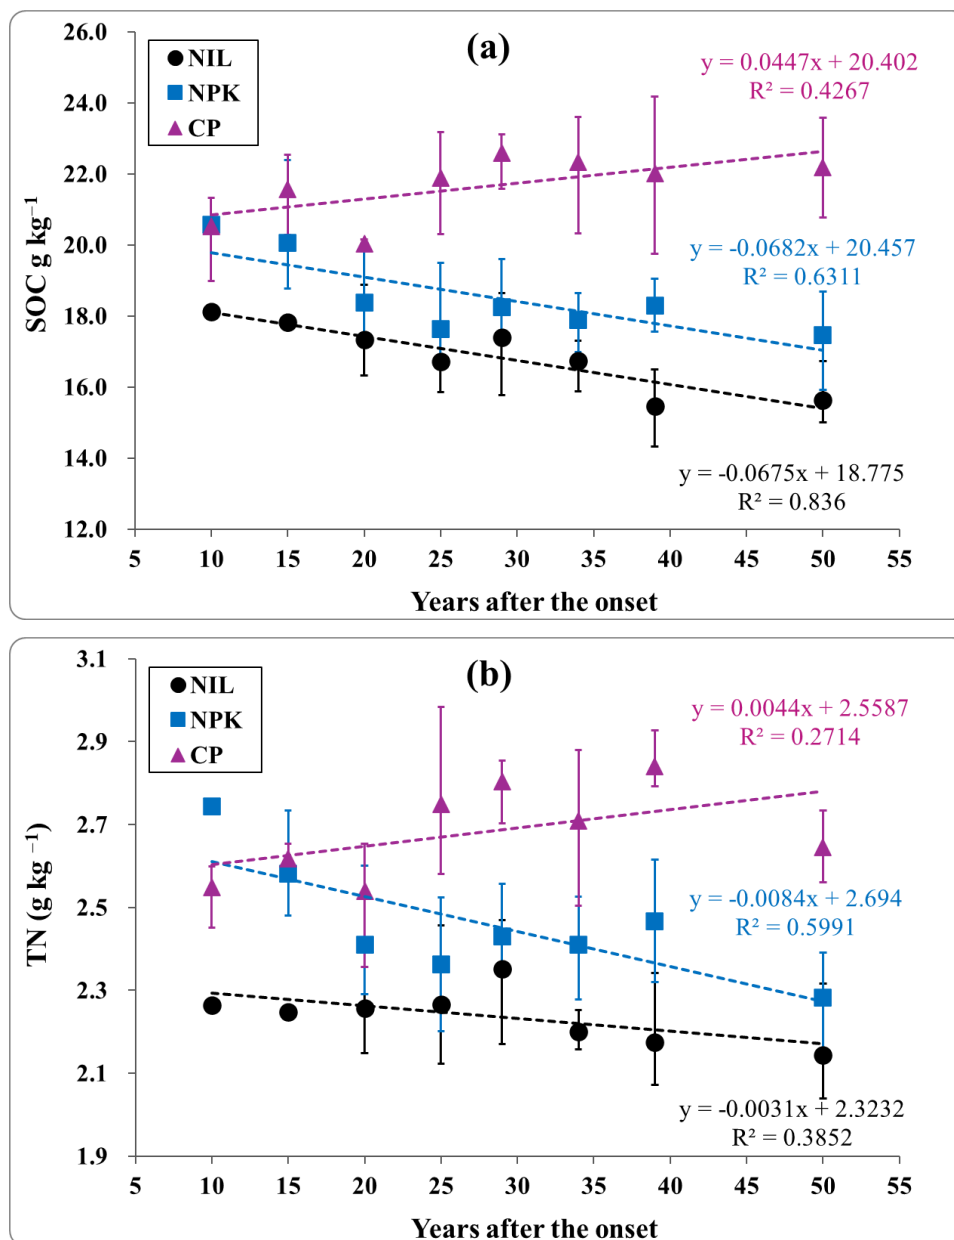 (a)
NIL
NPK
CP
y = 0.0447x + 20.402
R² = 0.4267
y = -0.0682x + 20.457
R² = 0.6311
y = -0.0675x + 18.775
R² = 0.836
SOC g kg⁻¹
26.0
24.0
22.0
20.0
18.0
16.0
14.0
12.0
5 10 15 20 25 30 35 40 45 50 55
Years after the onset
(b)
NIL
NPK
CP
y = 0.0044x + 2.5587
R² = 0.2714
y = -0.0084x + 2.694
R² = 0.5991
y = -0.0031x + 2.3232
R² = 0.3852
TN (g kg⁻¹)
3.1
2.9
2.7
2.5
2.3
2.1
1.9
5 10 15 20 25 30 35 40 45 50 55
Years after the onset